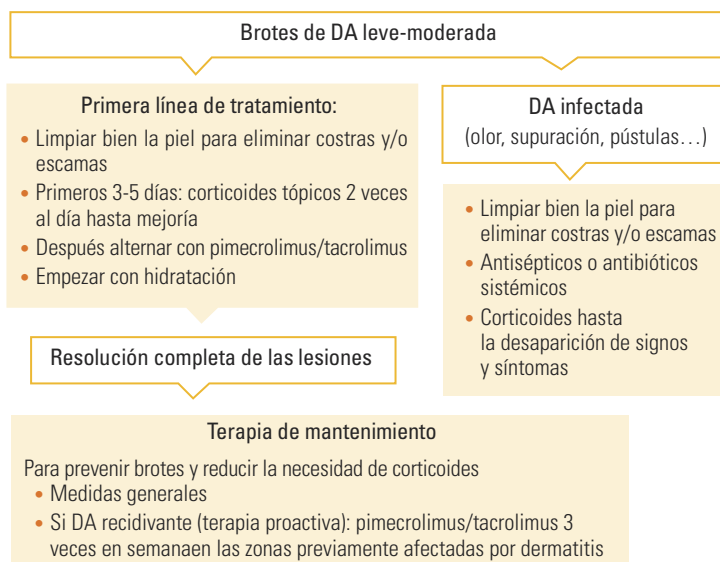 Brotes de DA leve-moderada
Primera línea de tratamiento:
• Limpiar bien la piel para eliminar costras y/o
escamas
• Primeros 3-5 días: corticoides tópicos 2 veces
al día hasta mejoría
• Después alternar con pimecrolimus/tacrolimus
• Empezar con hidratación
DA infectada
(olor, supuración, pústulas…)
• Limpiar bien la piel para
eliminar costras y/o escamas
• Antisépticos o antibióticos
sistémicos
• Corticoides hasta
la desaparición de signos
y síntomas
Resolución completa de las lesiones
Terapia de mantenimiento
Para prevenir brotes y reducir la necesidad de corticoides
• Medidas generales
• Si DA recidivante (terapia proactiva): pimecrolimus/tacrolimus 3
veces en semanaen las zonas previamente afectadas por dermatitis